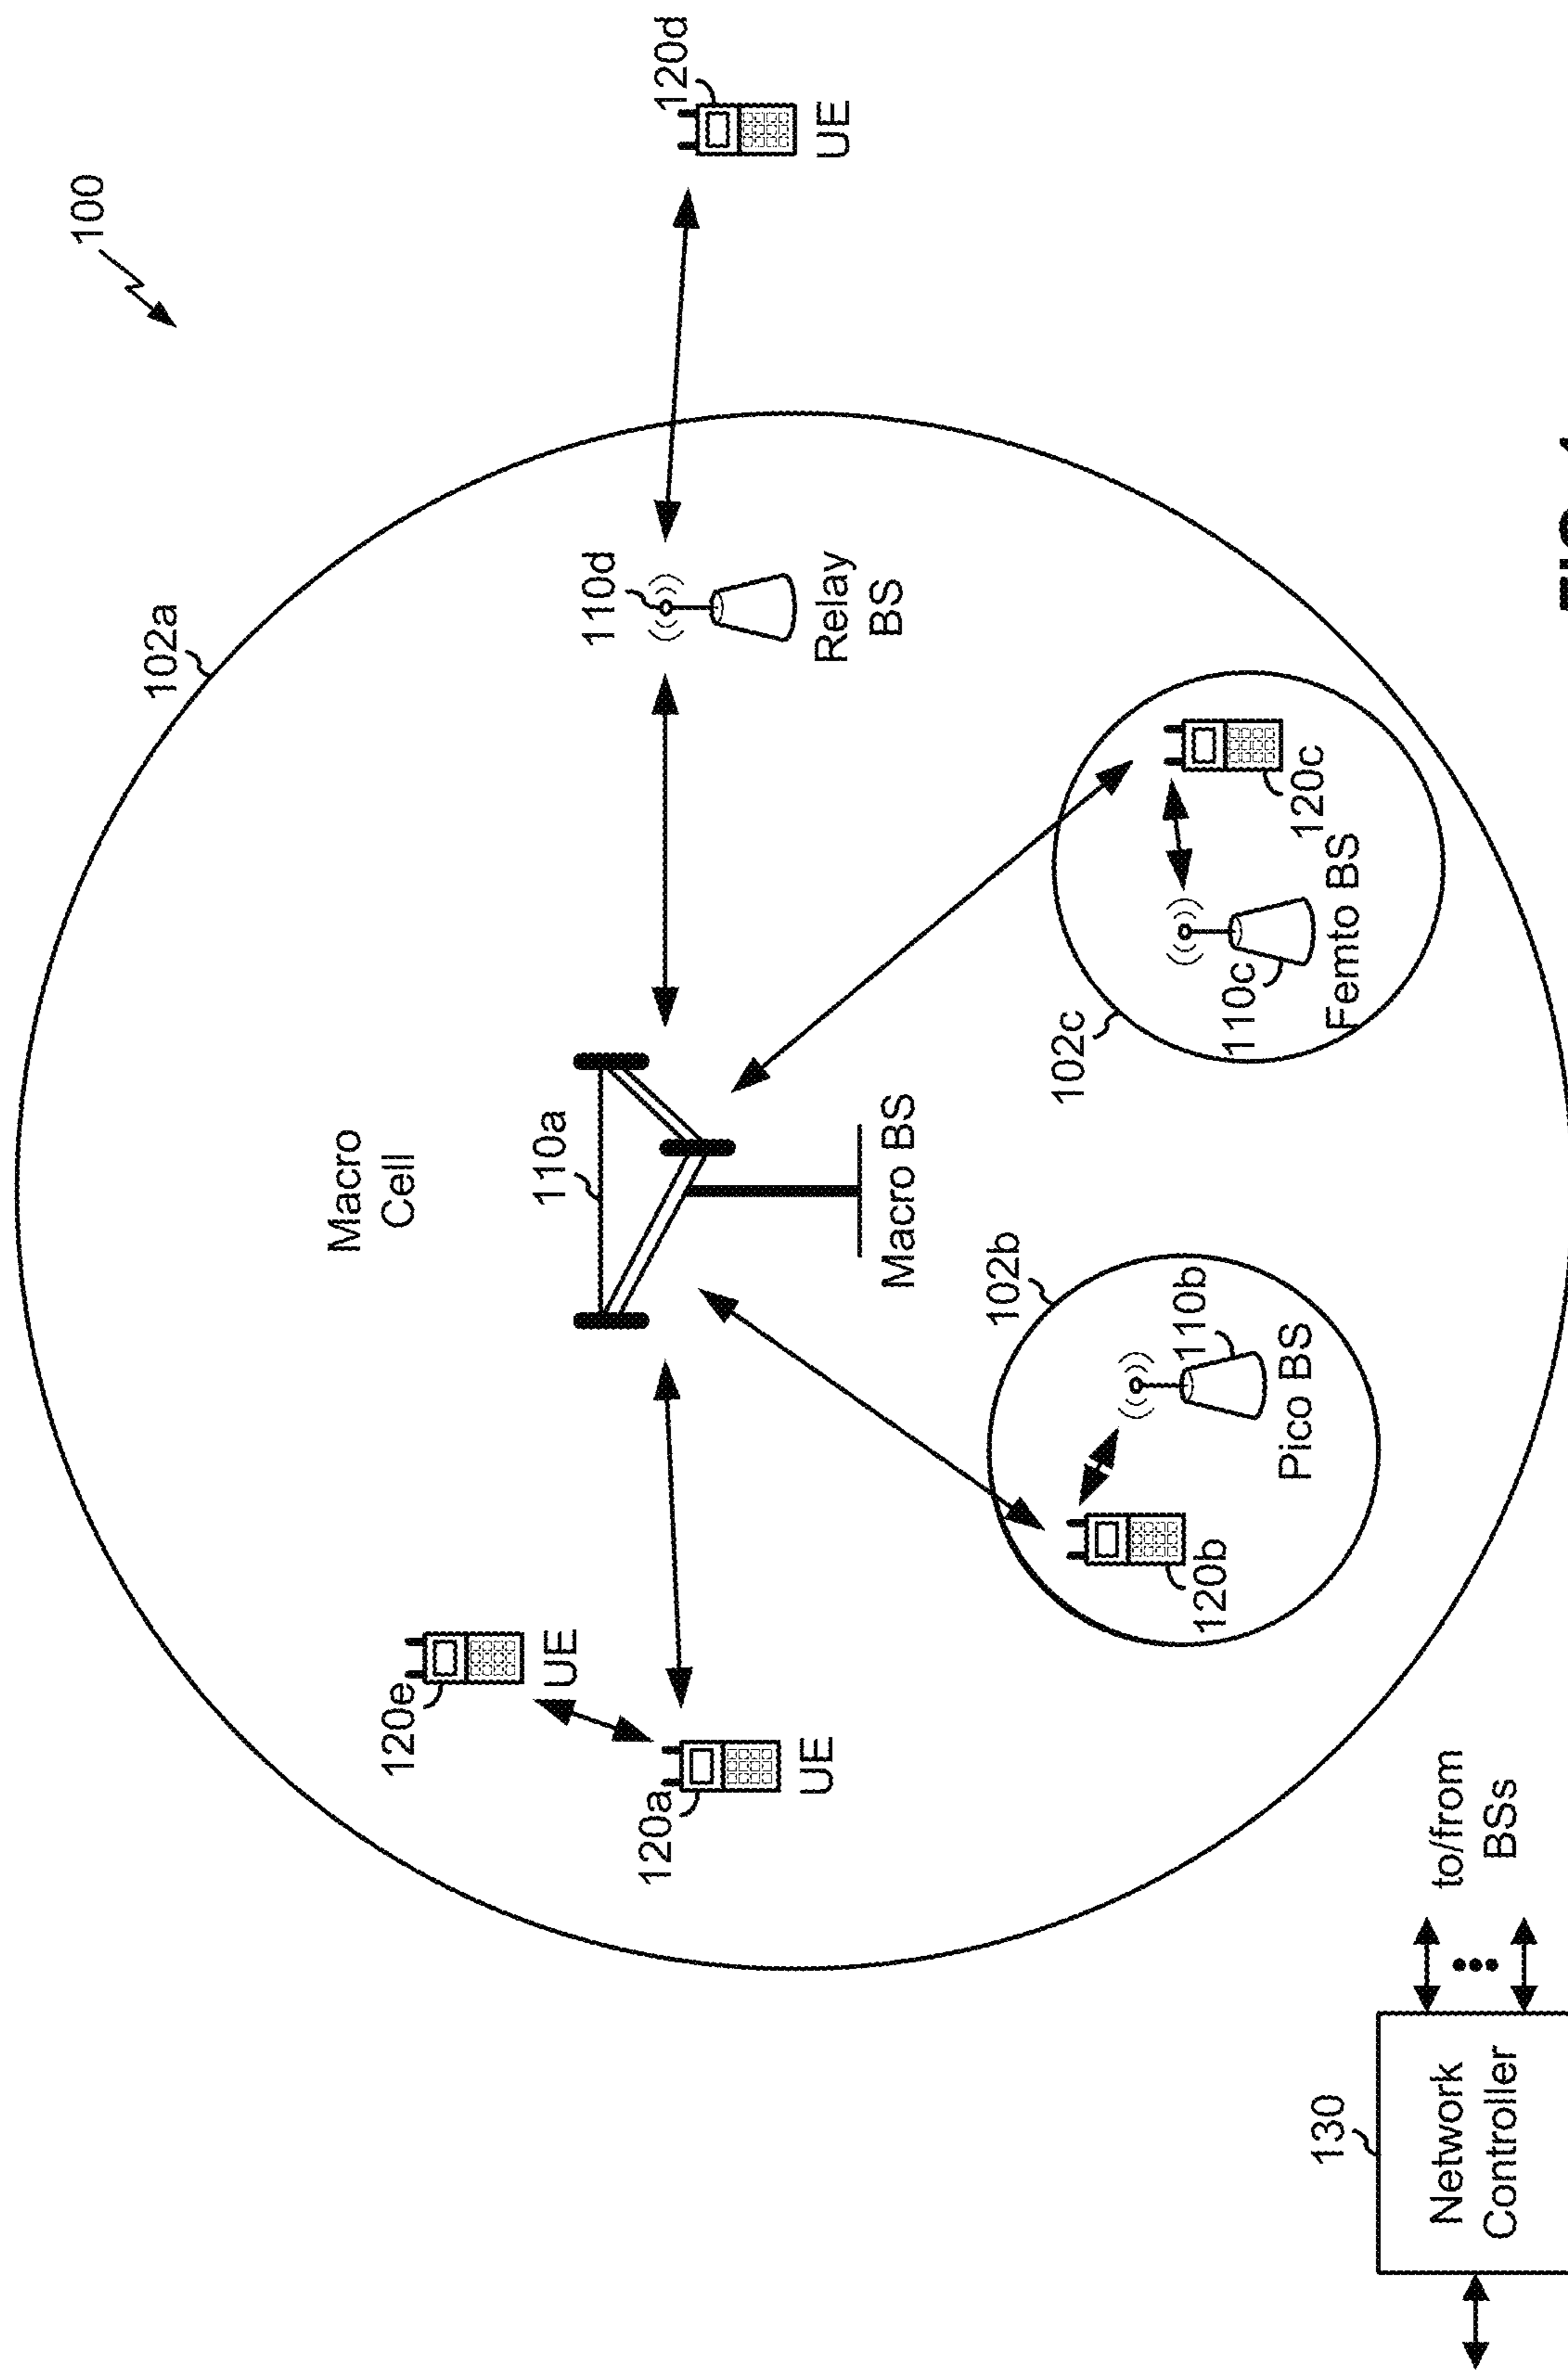 100
102a
Macro
Cell
120e
UE
110a
110d
120d
120a
UE
Relay
BS
UE
Macro BS
102b
102c
110b
120b
Pico BS
110c
120c
Femto BS
130
Network
Controller
to/from
BSs